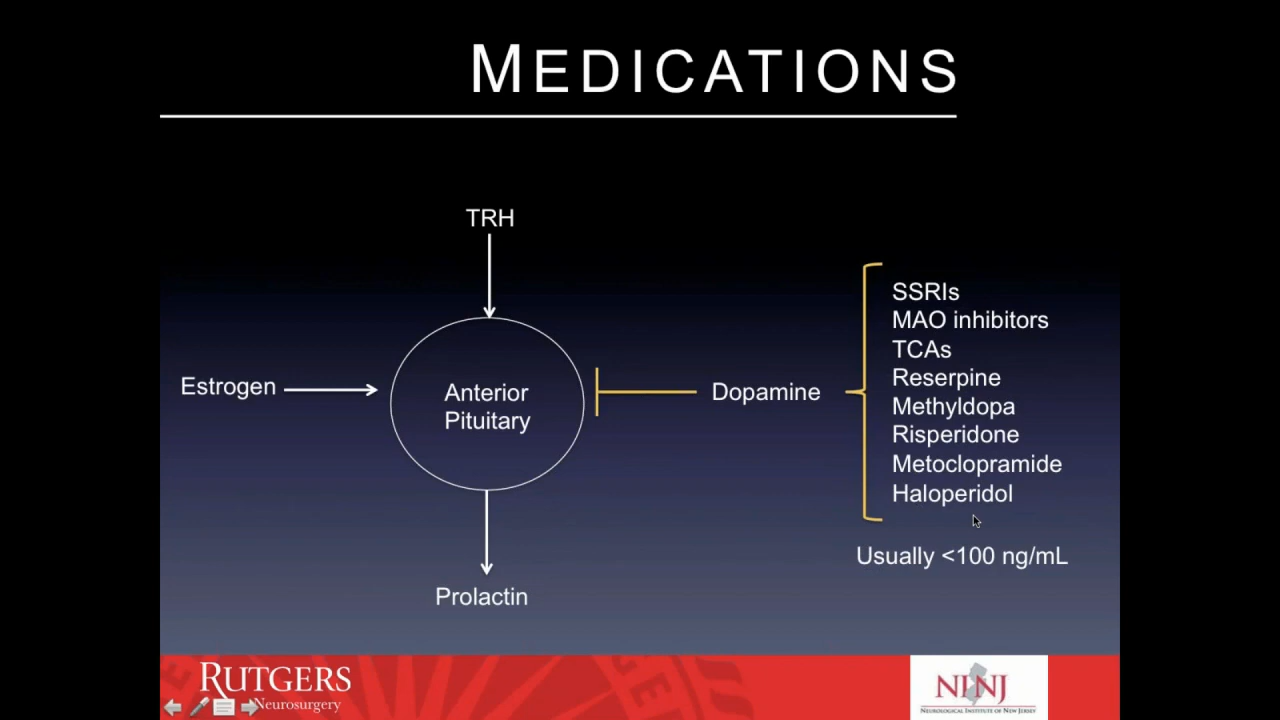 MEDICATIONS
TRH
Estrogen
Anterior
Pituitary
Dopamine
SSRIs
MAO inhibitors
TCAs
Reserpine
Methyldopa
Risperidone
Metoclopramide
Haloperidol
Usually <100 ng/mL
Prolactin
RUTGERS
Neurosurgery
NINJ
NEUROLOGICAL INSTITUTE OF NEW JERSEY